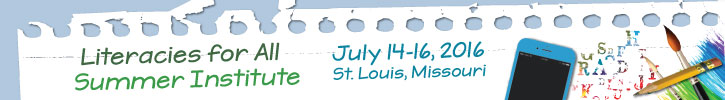 Literacies for All
Summer Institute
July 14-16, 2016
St. Louis, Missouri